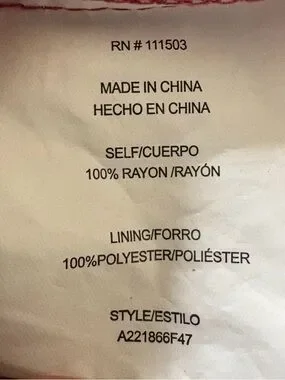 RN # 111503
MADE IN CHINA
HECHO EN CHINA
SELF/CUERPO
100% RAYON /RAYÓN
LINING/FORRO
100%POLYESTER/POLIÉSTER
STYLE/ESTILO
A221866F47